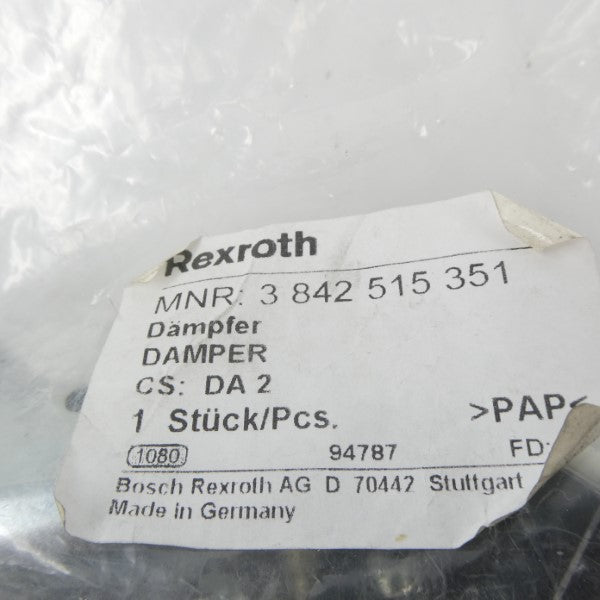 Rexroth
MNR: 3 842 515 351
Dämpfer
DAMPER
CS: DA 2
1 Stück/Pcs. >PAP<
1080 94787 FD:
Bosch Rexroth AG D 70442 Stuttgart
Made in Germany